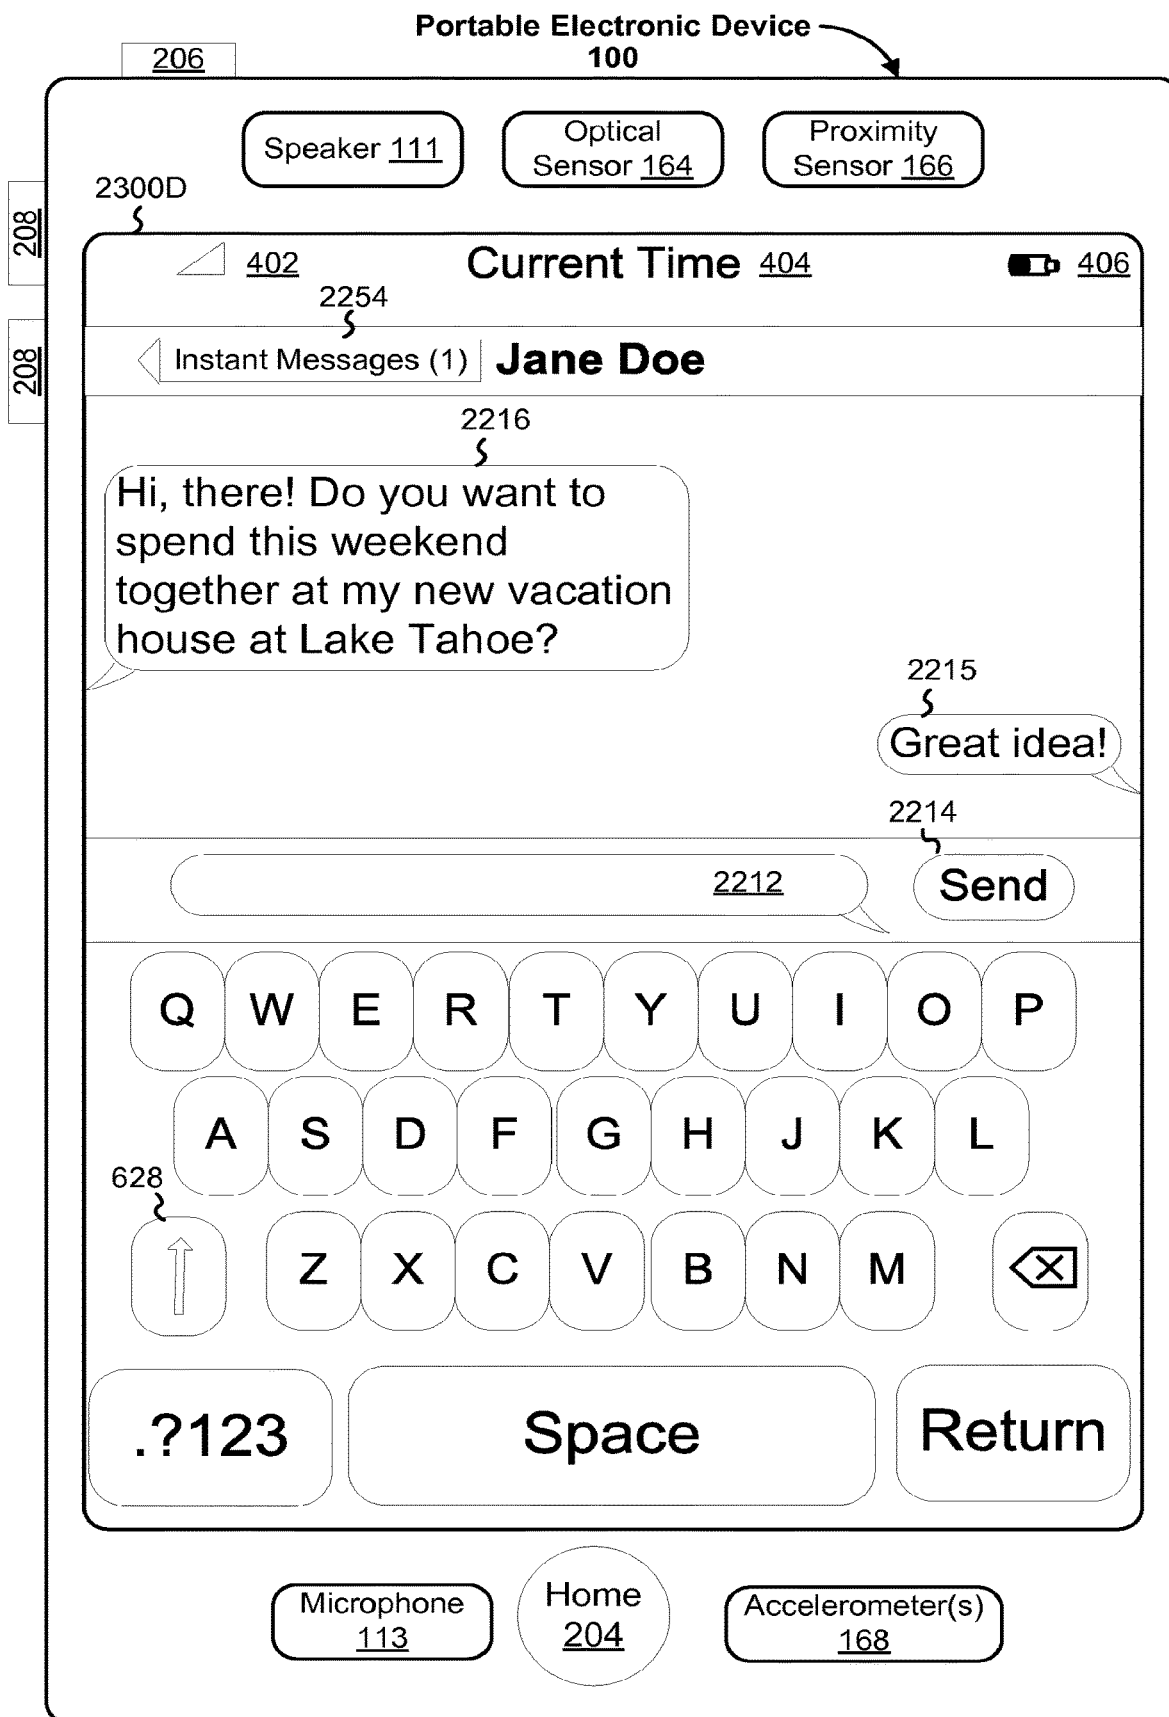 Portable Electronic Device
100
206
Speaker 111
Optical
Sensor 164
Proximity
Sensor 166
2300D
208
402
Current Time 404
406
2254
208
Instant Messages (1)
Jane Doe
2216
Hi, there! Do you want to
spend this weekend
together at my new vacation
house at Lake Tahoe?
2215
Great idea!
2214
2212
Send
Q W E R T Y U I O P
A S D F G H J K L
628
Z X C V B N M
.?123
Space
Return
Microphone
113
Home
204
Accelerometer(s)
168